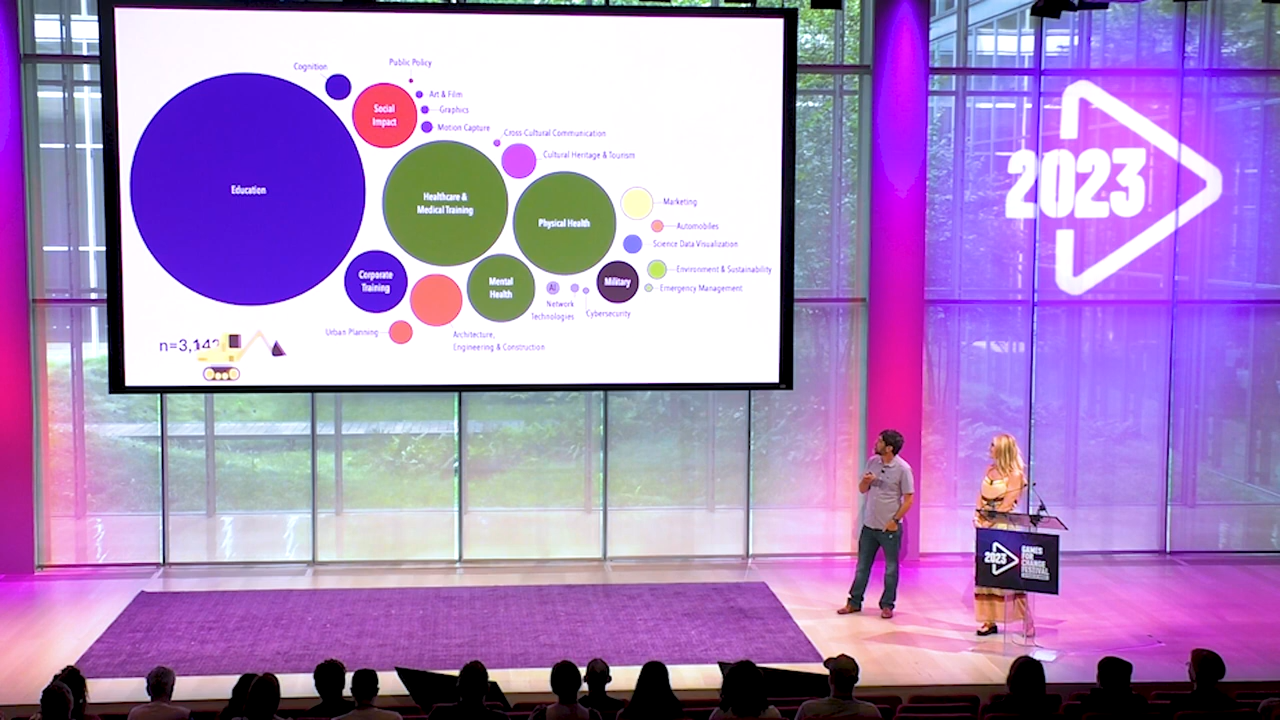 Public Policy
Cognition
Art & Film
Social
Impact
Graphics
Motion Capture
Cross-Cultural Communication
Cultural Heritage & Tourism
Education
Healthcare &
Medical Training
Physical Health
Marketing
Automobiles
Science Data Visualization
Corporate
Training
Mental
Health
AI
Military
Environment & Sustainability
Emergency Management
Network
Technologies
Cybersecurity
Urban Planning
Architecture,
Engineering & Construction
2023
2023
GAMES
FOR
CHANGE
FESTIVAL